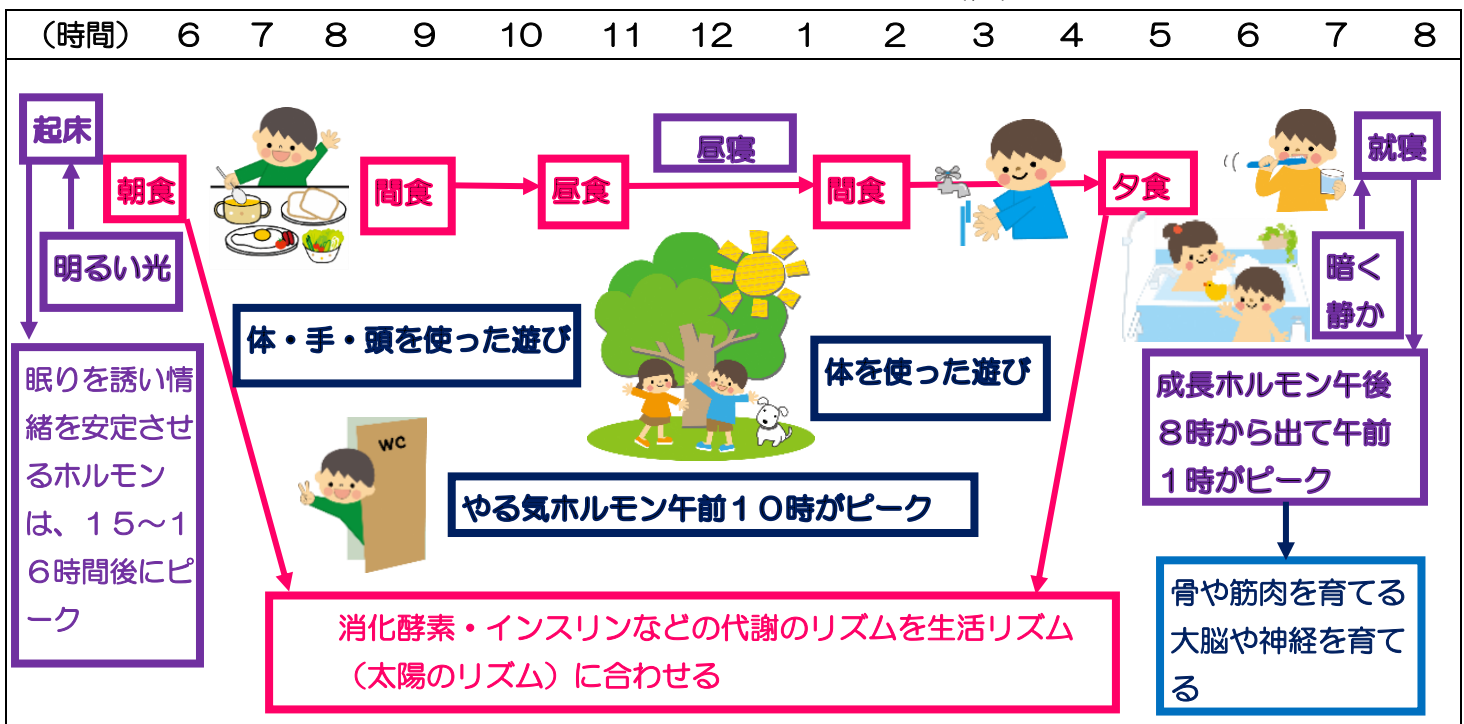 （時間） ６ ７ ８ ９ １０ １１ １２ １ ２ ３ ４ ５ ６ ７ ８
起床
朝食
間食
昼食
昼寝
間食
夕食
就寝
明るい光
暗く
静か
体・手・頭を使った遊び
体を使った遊び
WC
やる気ホルモン午前１０時がピーク
眠りを誘い情
緒を安定させ
るホルモン
は、１５～１
６時間後にピ
ーク
成長ホルモン午後
８時から出て午前
１時がピーク
骨や筋肉を育てる
大脳や神経を育て
る
消化酵素・インスリンなどの代謝のリズムを生活リズム
（太陽のリズム）に合わせる